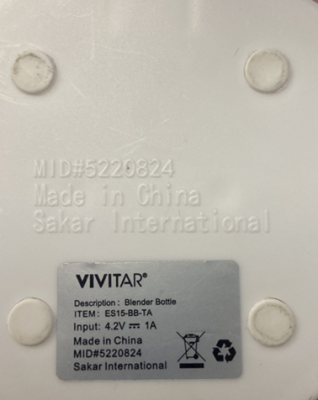 MID#5220824
Made in China
Sakar International
VIVITAR®
Description : Blender Bottle
ITEM : ES15-BB-TA
Input: 4.2V ⎓ 1A
Made in China
MID#5220824
Sakar International